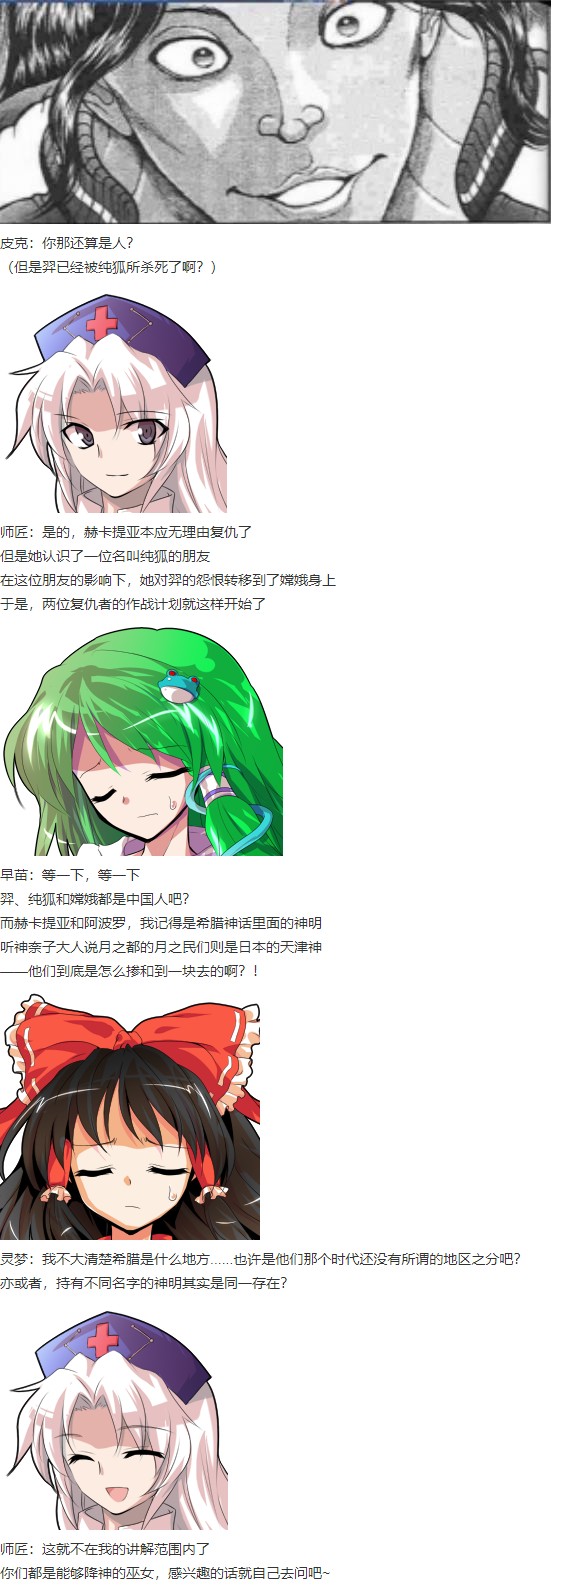 皮克：你那还算是人？
（但是羿已经被纯狐所杀死了啊？）
师匠：是的，赫卡提亚本应无理由复仇了
但是她认识了一位名叫纯狐的朋友
在这位朋友的影响下，她对羿的怨恨转移到了嫦娥身上
于是，两位复仇者的作战计划就这样开始了
早苗：等一下，等一下
羿、纯狐和嫦娥都是中国人吧？
而赫卡提亚和阿波罗，我记得是希腊神话里面的神明
听神奈子大人说月之都的月之民们则是日本的天津神
——他们到底是怎么掺和到一块去的啊？！
灵梦：我不大清楚希腊是什么地方......也许是他们那个时代还没有所谓的地区之分吧？
亦或者，持有不同名字的神明其实是同一存在？
师匠：这就不在我的讲解范围内了
你们都是能够降神的巫女，感兴趣的话就自己去问吧~